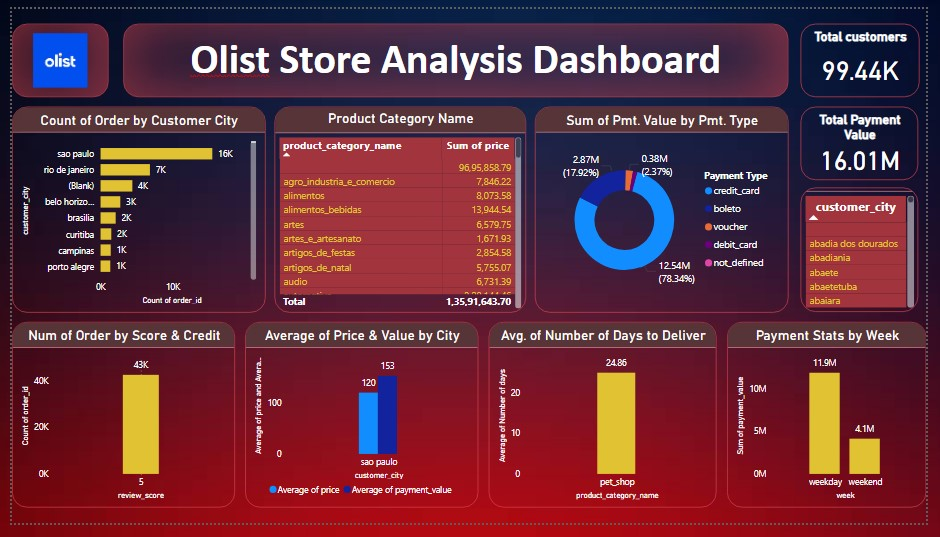 olist
Olist Store Analysis Dashboard
Total customers
99.44K
Count of Order by Customer City
customer_city
sao paulo 16K
rio de janeiro 7K
(Blank) 4K
belo horizo... 3K
brasilia 2K
curitiba 2K
campinas 1K
porto alegre 1K
0K 10K
Count of order_id
Product Category Name
product_category_name Sum of price
96,95,858.79
agro_industria_e_comercio 7,846.22
alimentos 8,073.58
alimentos_bebidas 13,944.54
artes 6,579.75
artes_e_artesanato 1,671.93
artigos_de_festas 2,854.58
artigos_de_natal 5,755.07
audio 6,731.39
Total 1,35,91,643.70
Sum of Pmt. Value by Pmt. Type
2.87M
(17.92%)
0.38M
(2.37%)
12.54M
(78.34%)
Payment Type
credit_card
boleto
voucher
debit_card
not_defined
Total Payment
Value
16.01M
customer_city
abadia dos dourados
abadiania
abaete
abaetetuba
abaiara
Num of Order by Score & Credit
Count of order_id
40K
20K
0K
43K
5
review_score
Average of Price & Value by City
Average of price and Avera...
100
0
120
153
sao paulo
customer_city
Average of price Average of payment_value
Avg. of Number of Days to Deliver
Average of Number of days
20
10
0
24.86
pet_shop
product_category_name
Payment Stats by Week
Sum of payment_value
10M
5M
0M
11.9M
4.1M
weekday weekend
week